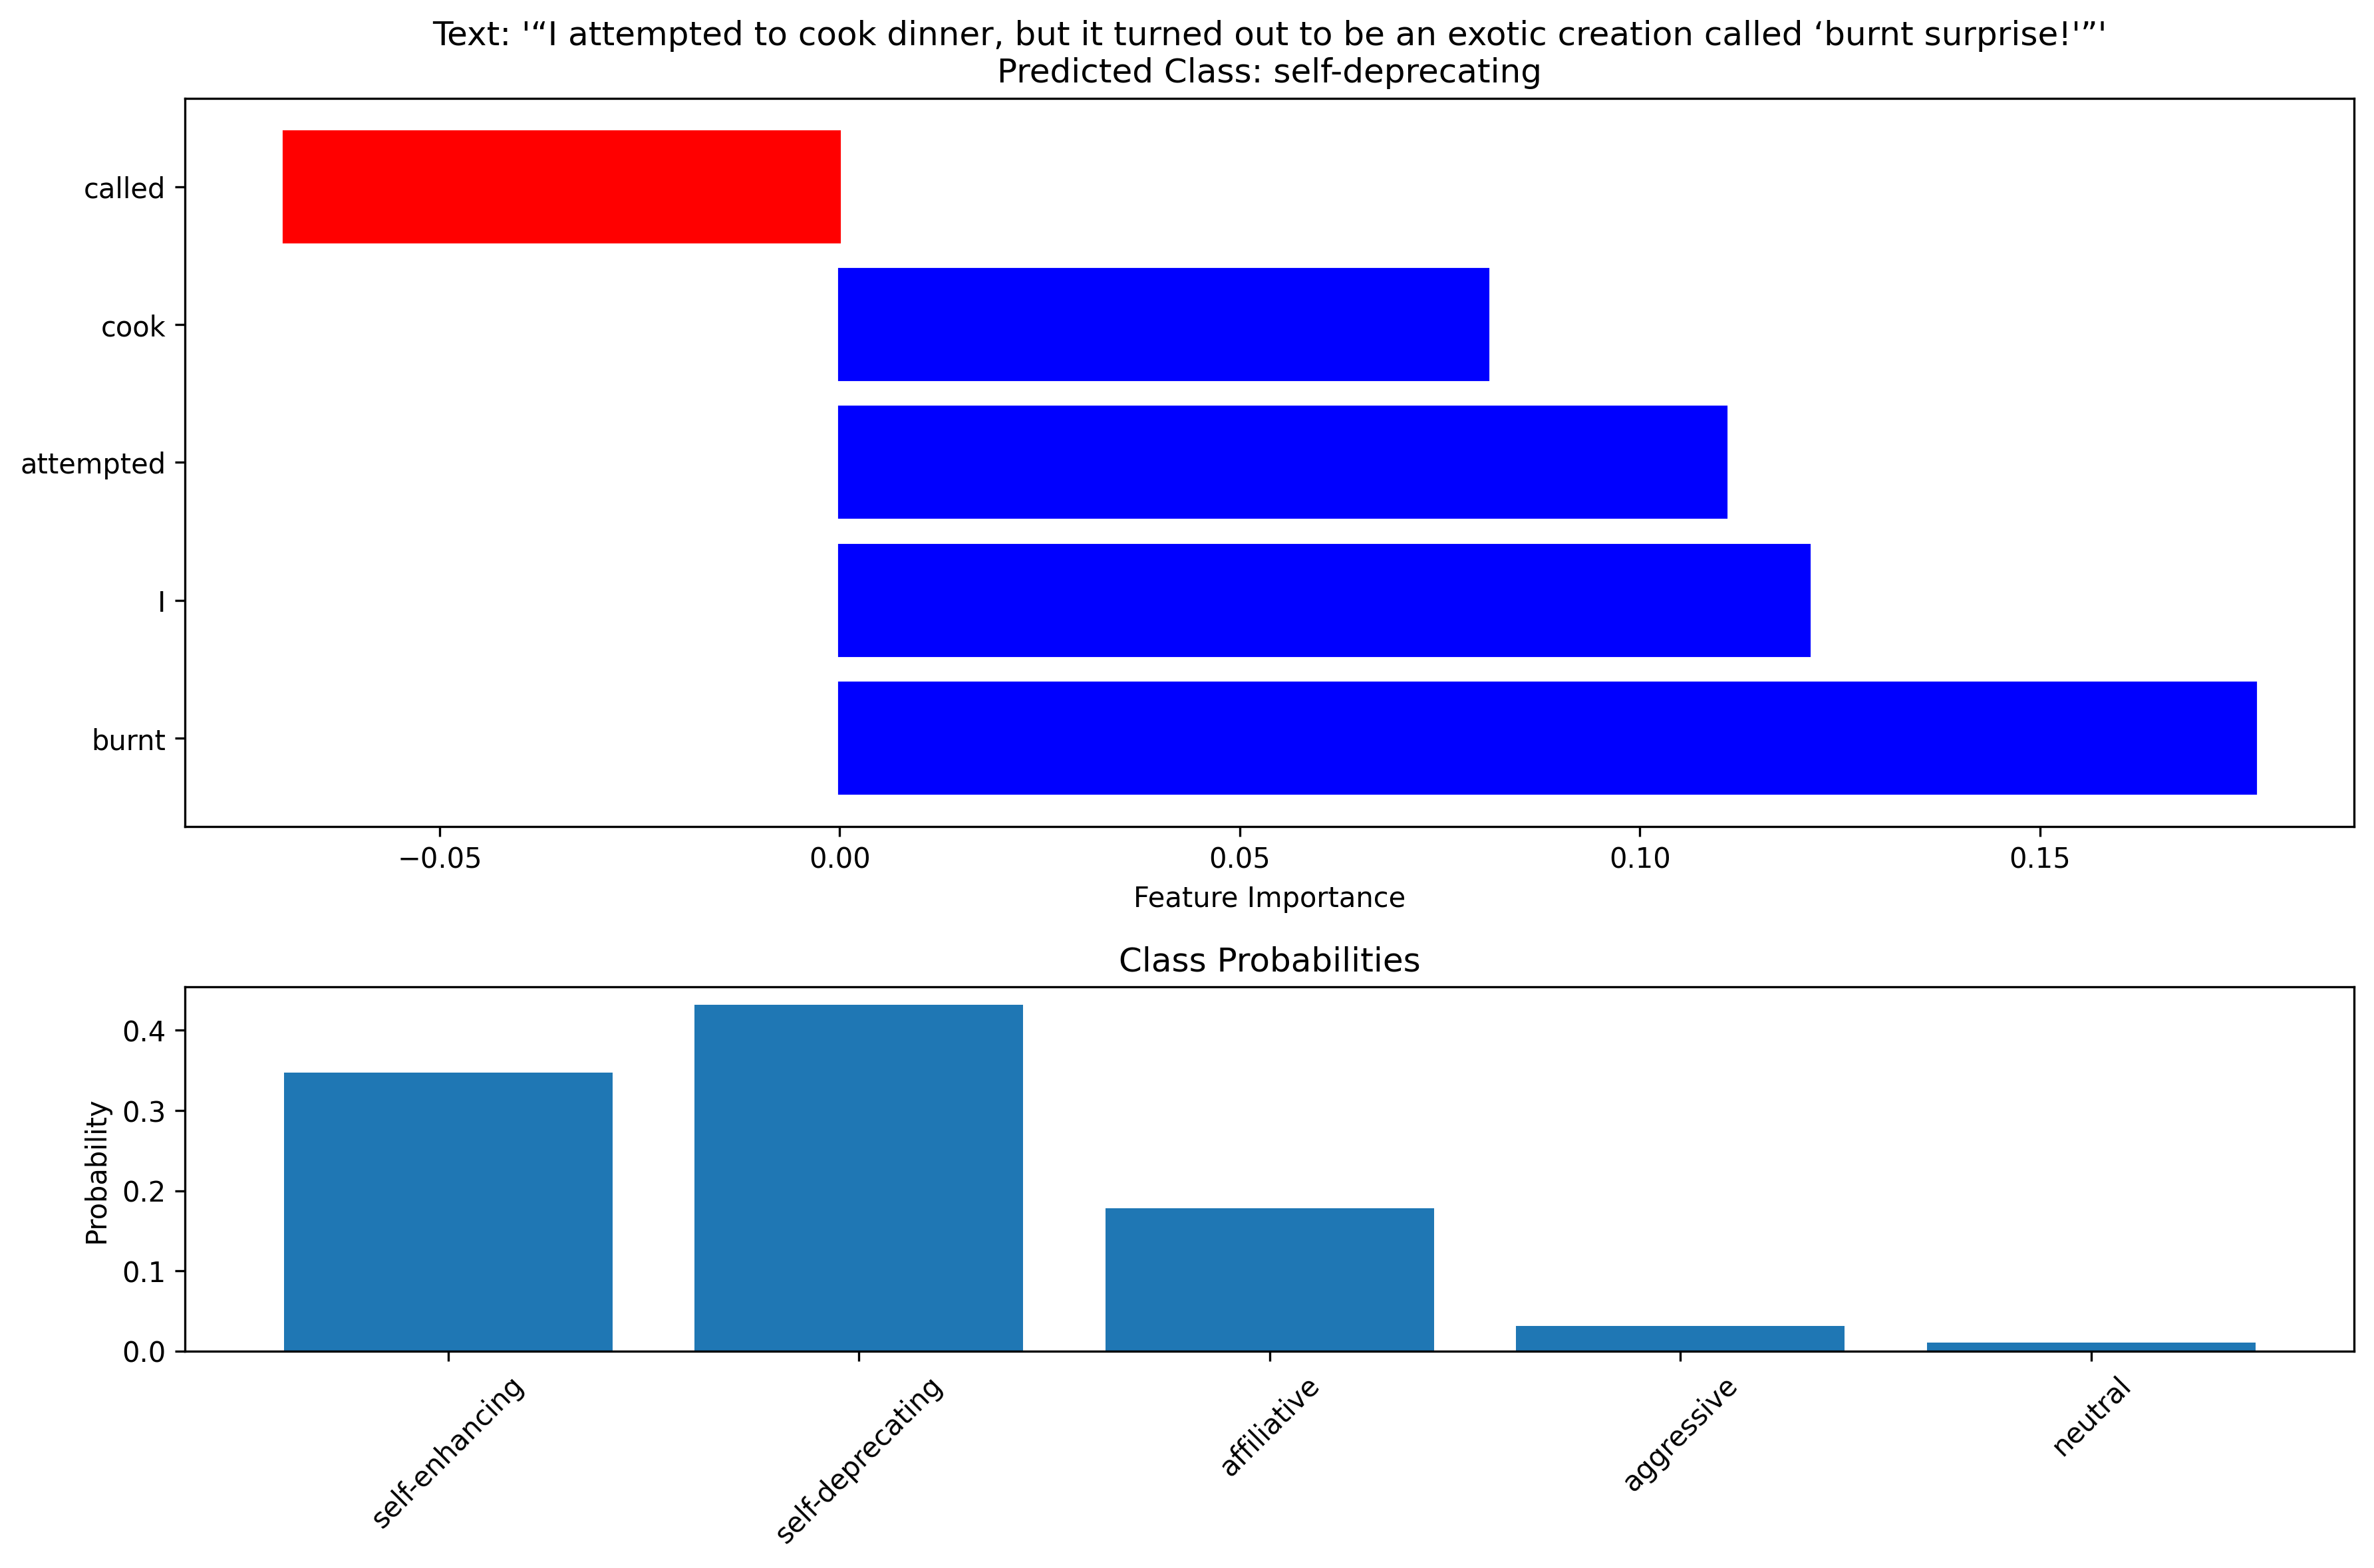 Text: '“I attempted to cook dinner, but it turned out to be an exotic creation called ‘burnt surprise!'”'
Predicted Class: self-deprecating
called
cook
attempted
I
burnt
−0.05 0.00 0.05 0.10 0.15
Feature Importance
Class Probabilities
Probability
0.4
0.3
0.2
0.1
0.0
self-enhancing self-deprecating affiliative aggressive neutral